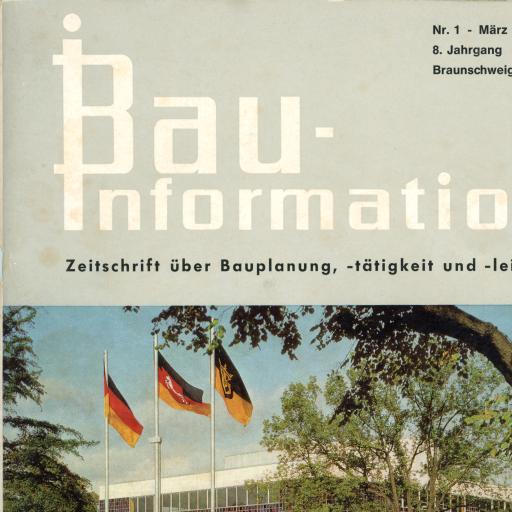 Nr. 1 - März
8. Jahrgang
Braunschweig
Bau-
Informatio
Zeitschrift über Bauplanung, -tätigkeit und -lei